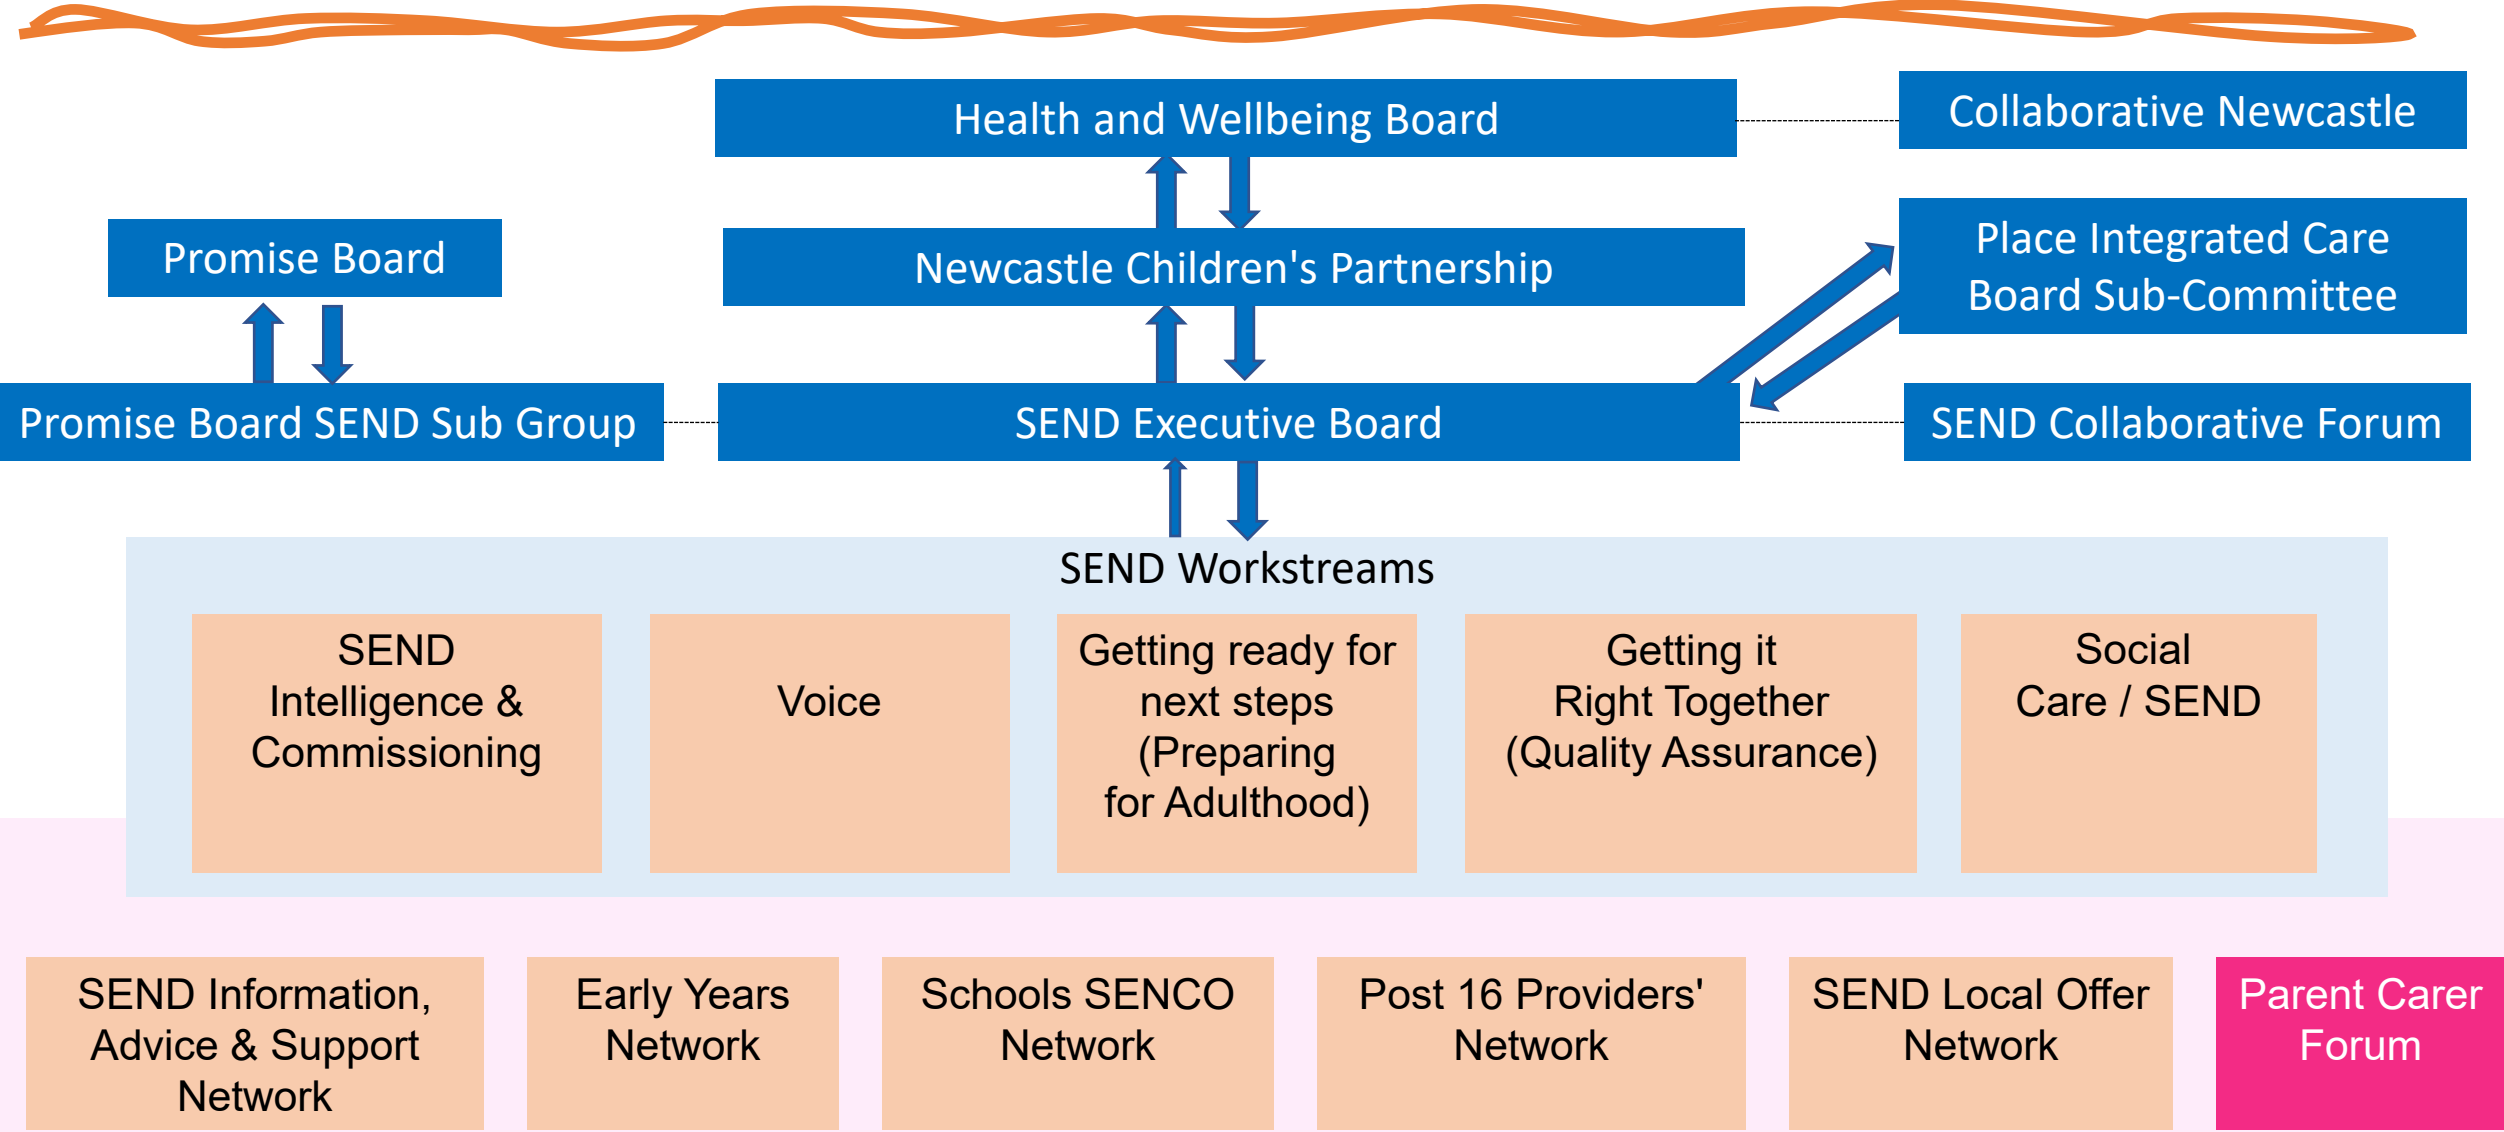 Health and Wellbeing Board
Collaborative Newcastle
Promise Board
Newcastle Children's Partnership
Place Integrated Care
Board Sub-Committee
Promise Board SEND Sub Group
SEND Executive Board
SEND Collaborative Forum
SEND Workstreams
SEND
Intelligence &
Commissioning
Voice
Getting ready for
next steps
(Preparing
for Adulthood)
Getting it
Right Together
(Quality Assurance)
Social
Care / SEND
SEND Information,
Advice & Support
Network
Early Years
Network
Schools SENCO
Network
Post 16 Providers'
Network
SEND Local Offer
Network
Parent Carer
Forum